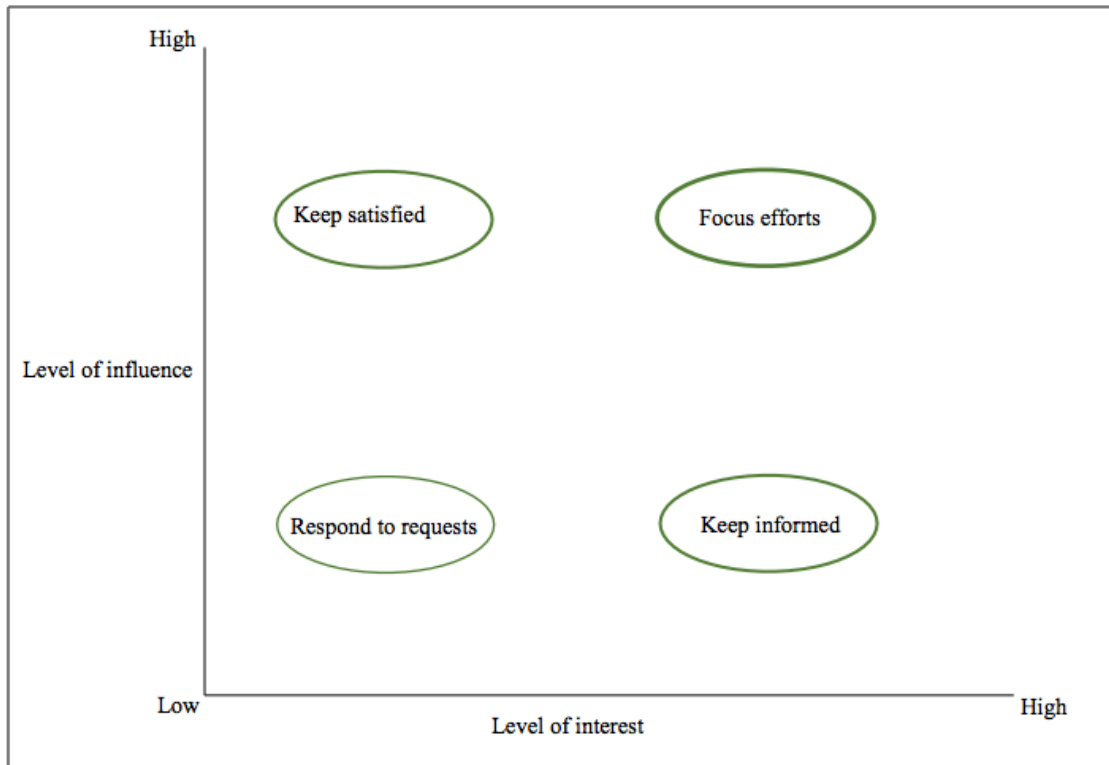 High
Keep satisfied
Focus efforts
Level of influence
Respond to requests
Keep informed
Low
High
Level of interest